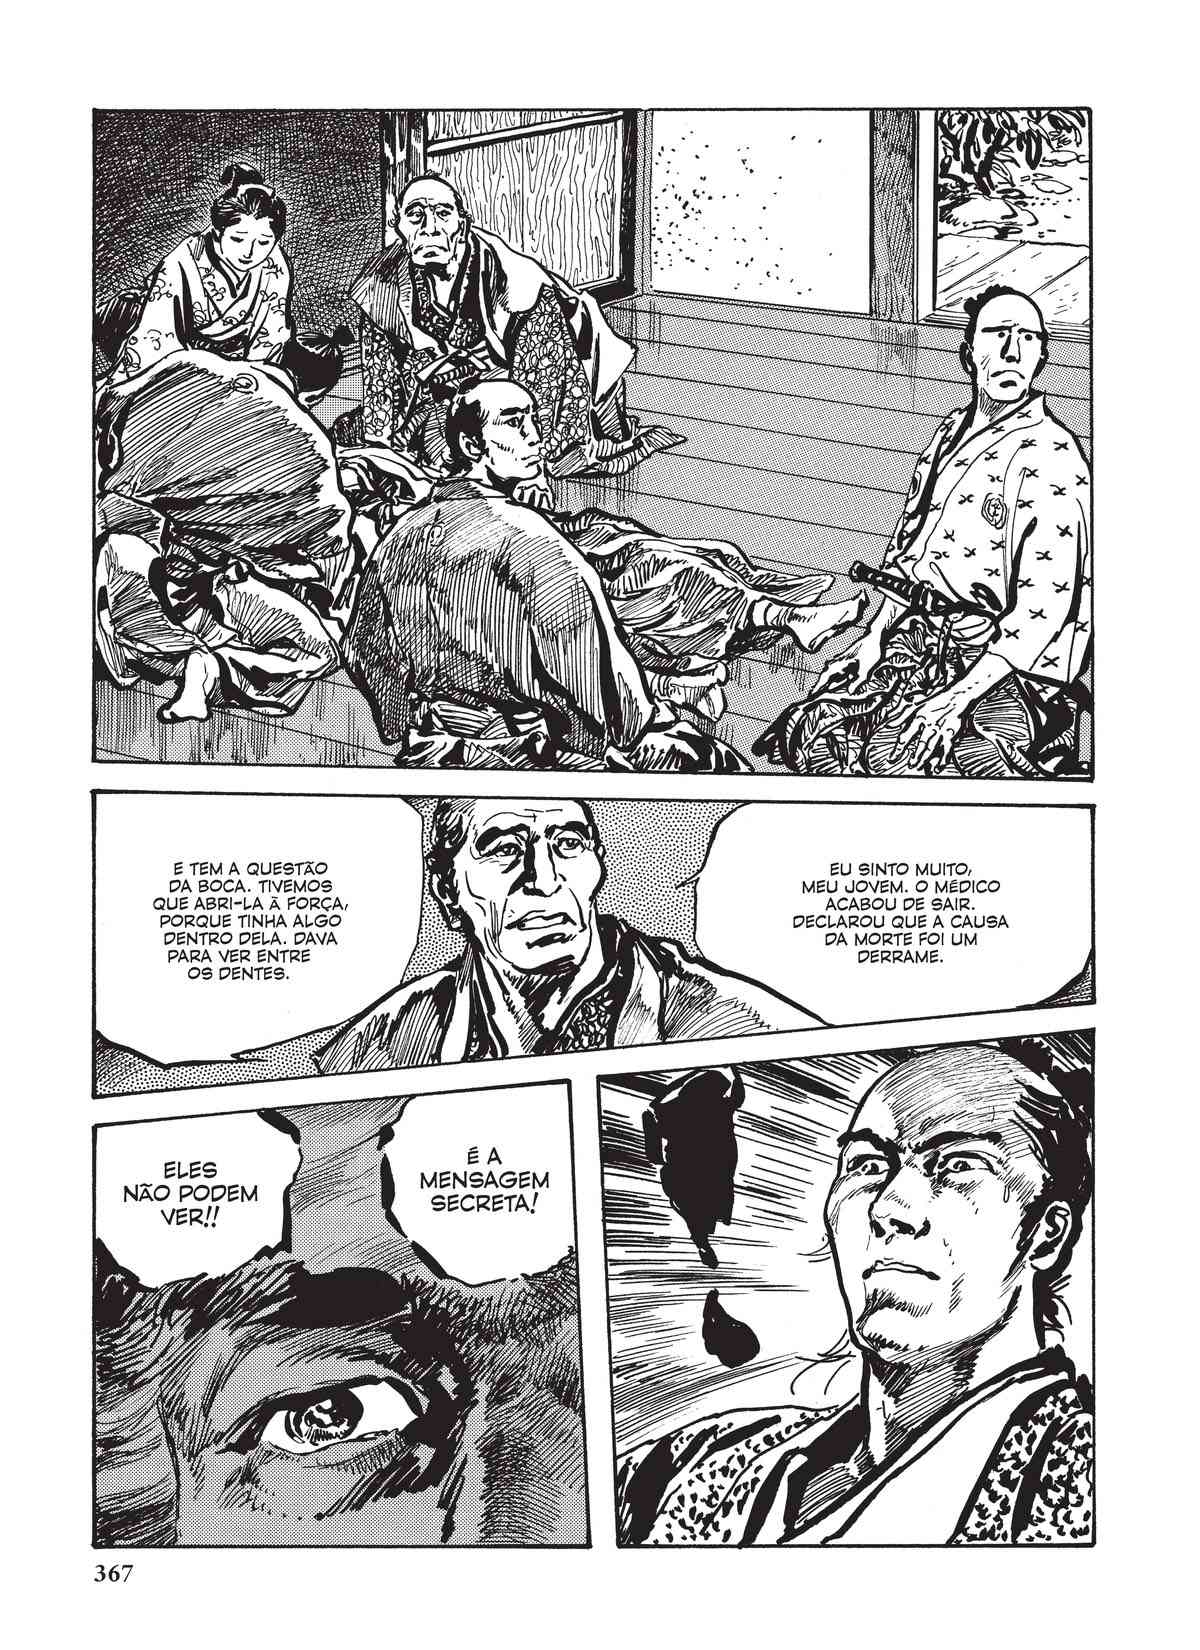 EU SINTO MUITO,
MEU JOVEM. O MÉDICO
ACABOU DE SAIR.
DECLAROU QUE A CAUSA
DA MORTE FOI UM
DERRAME.
E TEM A QUESTÃO
DA BOCA. TIVEMOS
QUE ABRI-LA À FORÇA,
PORQUE TINHA ALGO
DENTRO DELA. DAVA
PARA VER ENTRE
OS DENTES.
É A
MENSAGEM
SECRETA!
ELES
NÃO PODEM
VER!!
367